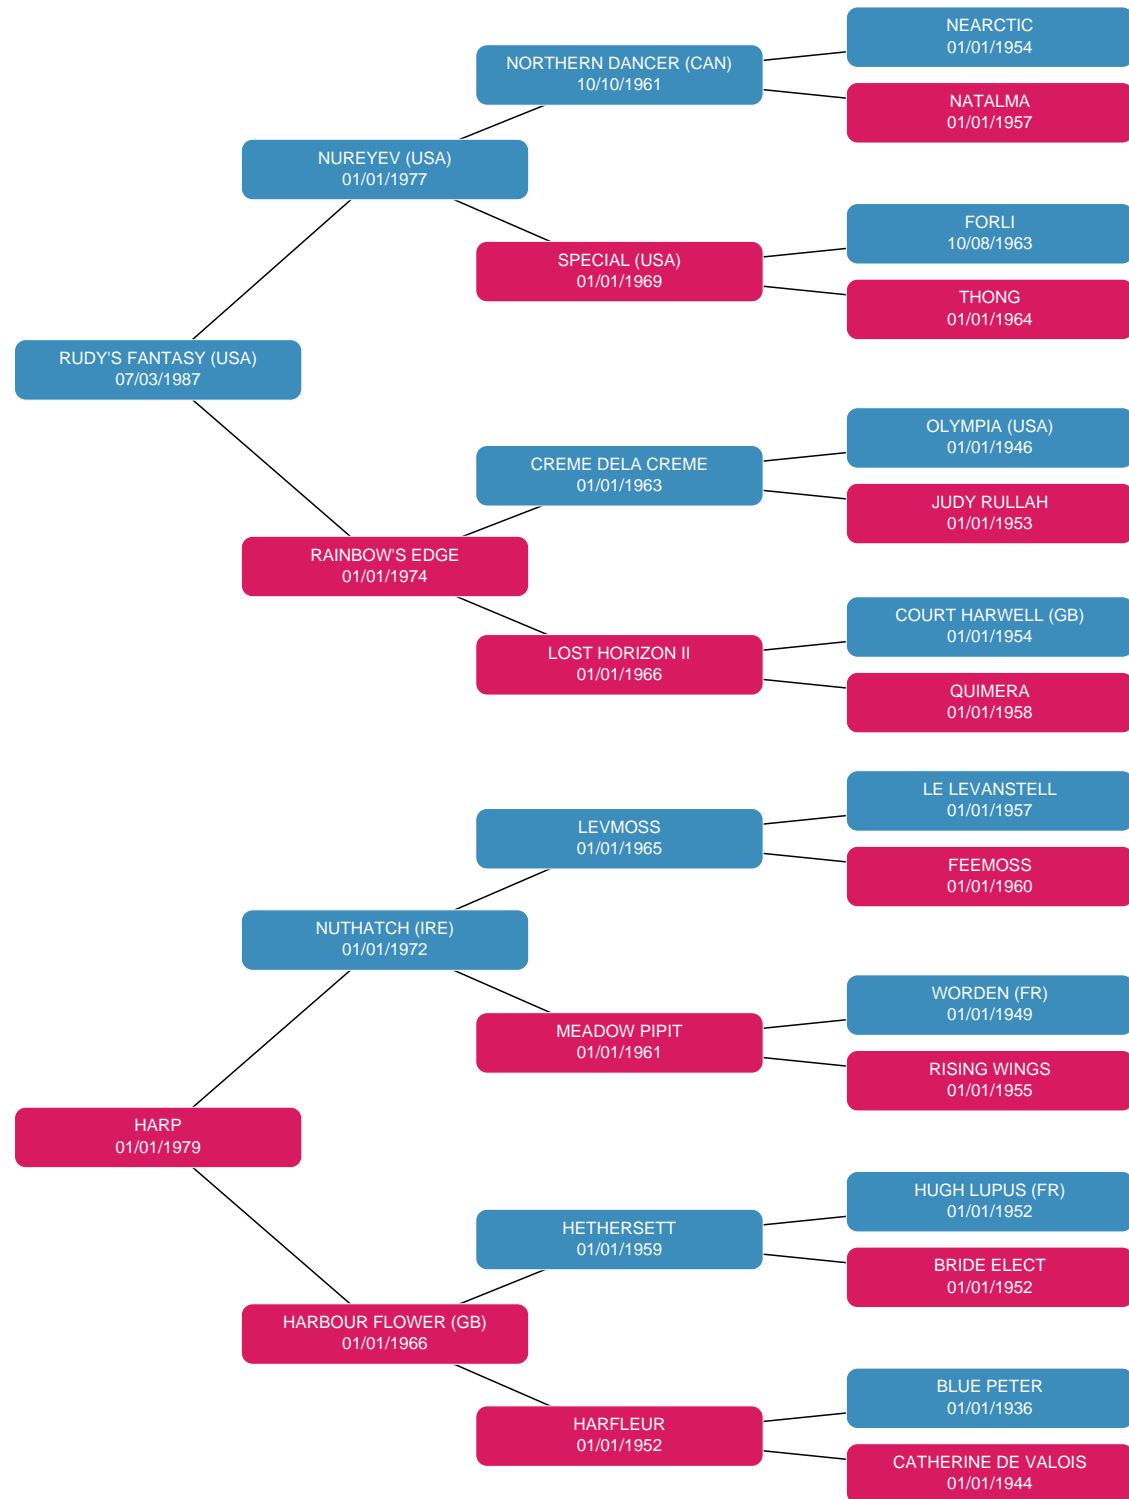 NEARCTIC
01/01/1954
NORTHERN DANCER (CAN)
10/10/1961
NATALMA
01/01/1957
NUREYEV (USA)
01/01/1977
FORLI
10/08/1963
SPECIAL (USA)
01/01/1969
THONG
01/01/1964
RUDY'S FANTASY (USA)
07/03/1987
OLYMPIA (USA)
01/01/1946
CREME DELA CREME
01/01/1963
JUDY RULLAH
01/01/1953
RAINBOW'S EDGE
01/01/1974
COURT HARWELL (GB)
01/01/1954
LOST HORIZON II
01/01/1966
QUIMERA
01/01/1958
LE LEVANSTELL
01/01/1957
LEVMOSS
01/01/1965
FEEMOSS
01/01/1960
NUTHATCH (IRE)
01/01/1972
WORDEN (FR)
01/01/1949
MEADOW PIPIT
01/01/1961
RISING WINGS
01/01/1955
HARP
01/01/1979
HUGH LUPUS (FR)
01/01/1952
HETHERSETT
01/01/1959
BRIDE ELECT
01/01/1952
HARBOUR FLOWER (GB)
01/01/1966
BLUE PETER
01/01/1936
HARFLEUR
01/01/1952
CATHERINE DE VALOIS
01/01/1944